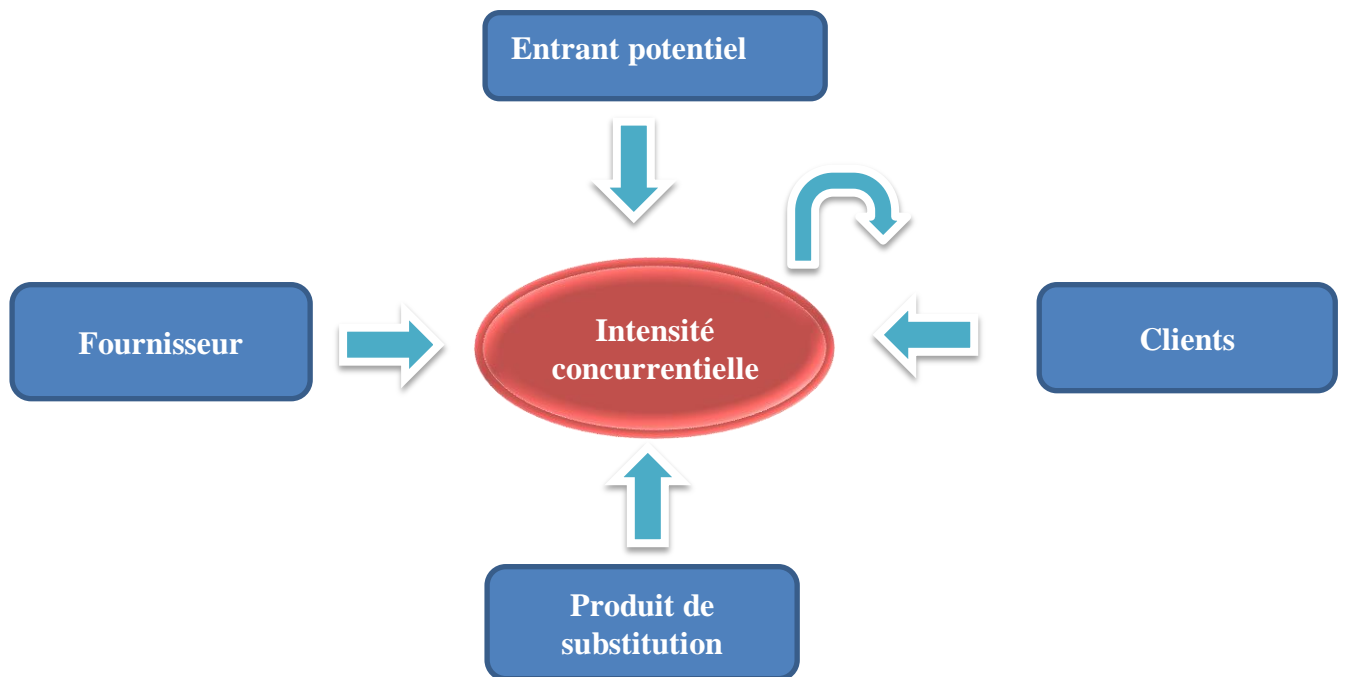 Entrant potentiel
Fournisseur
Intensité
concurrentielle
Clients
Produit de
substitution